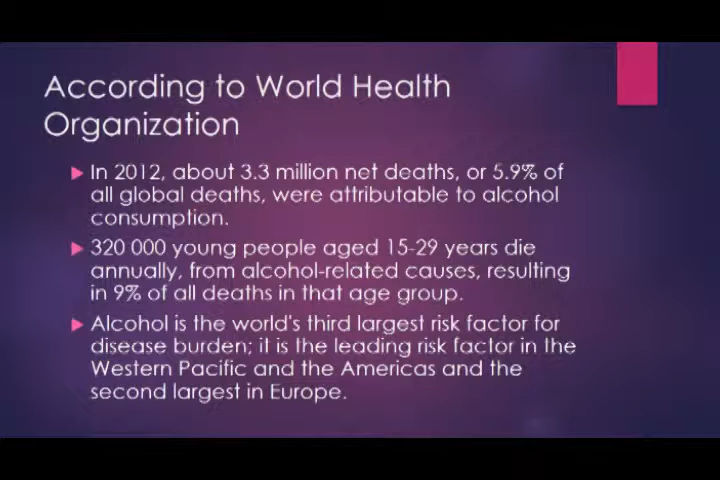 According to World Health
Organization
In 2012, about 3.3 million net deaths, or 5.9% of
all global deaths, were attributable to alcohol
consumption.
320 000 young people aged 15-29 years die
annually, from alcohol-related causes, resulting
in 9% of all deaths in that age group.
Alcohol is the world's third largest risk factor for
disease burden; it is the leading risk factor in the
Western Pacific and the Americas and the
second largest in Europe.